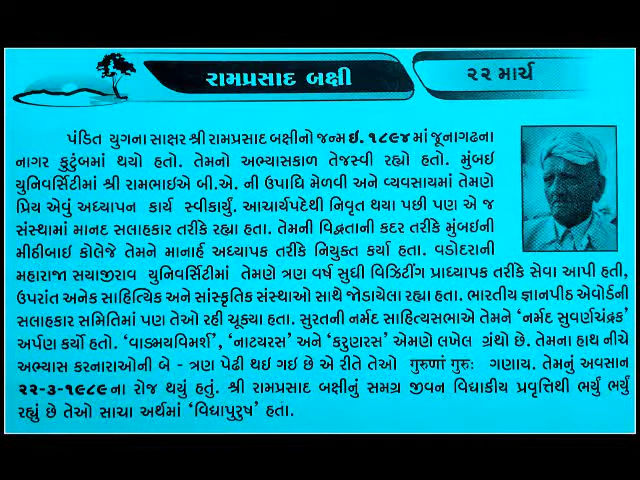 રામપ્રસાદ બક્ષી
૨૨ માર્ચ
પંડિત યુગના સાક્ષર શ્રી રામપ્રસાદ બક્ષીનો જન્મ ઇ. ૧૮૯૪માં જૂનાગઢના
નાગર કુટુંબમાં થયો હતો. તેમનો અભ્યાસકાળ તેજસ્વી રહ્યો હતો. મુંબઇ
યુનિવર્સિટીમાં શ્રી રામભાઇએ બી.એ. ની ઉપાધિ મેળવી અને વ્યવસાયમાં તેમણે
પ્રિય એવું અધ્યાપન કાર્ય સ્વીકાર્યું. આચાર્યપદેથી નિવૃત થયા પછી પણ એ જ
સંસ્થામાં માનદ સલાહકાર તરીકે રહ્યા હતા. તેમની વિદ્વતાની કદર તરીકે મુંબઇની
મીઠીબાઇ કોલેજે તેમને માનાર્હ અધ્યાપક તરીકે નિયુક્ત કર્યા હતા. વડોદરાની
મહારાજા સયાજીરાવ યુનિવર્સિટીમાં તેમણે ત્રણ વર્ષ સુધી વિઝિટીંગ પ્રાધ્યાપક તરીકે સેવા આપી હતી,
ઉપરાંત અનેક સાહિત્યિક અને સાંસ્કૃતિક સંસ્થાઓ સાથે જોડાયેલા રહ્યા હતા. ભારતીય જ્ઞાનપીઠ એવોર્ડની
સલાહકાર સમિતિમાં પણ તેઓ રહી ચૂક્યા હતા. સુરતની નર્મદ સાહિત્યસભાએ તેમને ‘નર્મદ સુવર્ણચંદ્રક’
અર્પણ કર્યો હતો. ‘વાડ્મયવિમર્શ’, ‘નાટયરસ’ અને ‘કરુણરસ’ એમણે લખેલ ગ્રંથો છે. તેમના હાથ નીચે
અભ્યાસ કરનારાઓની બે - ત્રણ પેઢી થઇ ગઇ છે એ રીતે તેઓ गुरुणां गुरुः ગણાય. તેમનું અવસાન
૨૨-૩-૧૯૮૯ના રોજ થયું હતું. શ્રી રામપ્રસાદ બક્ષીનું સમગ્ર જીવન વિદ્યાકીય પ્રવૃત્તિથી ભર્યું ભર્યું
રહ્યું છે તેઓ સાચા અર્થમાં ‘વિદ્યાપુરુષ’ હતા.